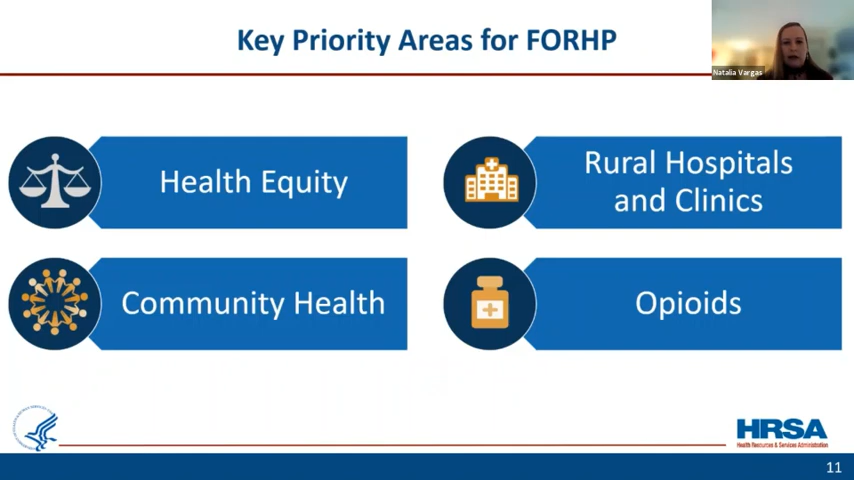 Key Priority Areas for FORHP
Natalia Vargas
Health Equity
Rural Hospitals
and Clinics
Community Health
Opioids
HRSA
Health Resources & Services Administration
11